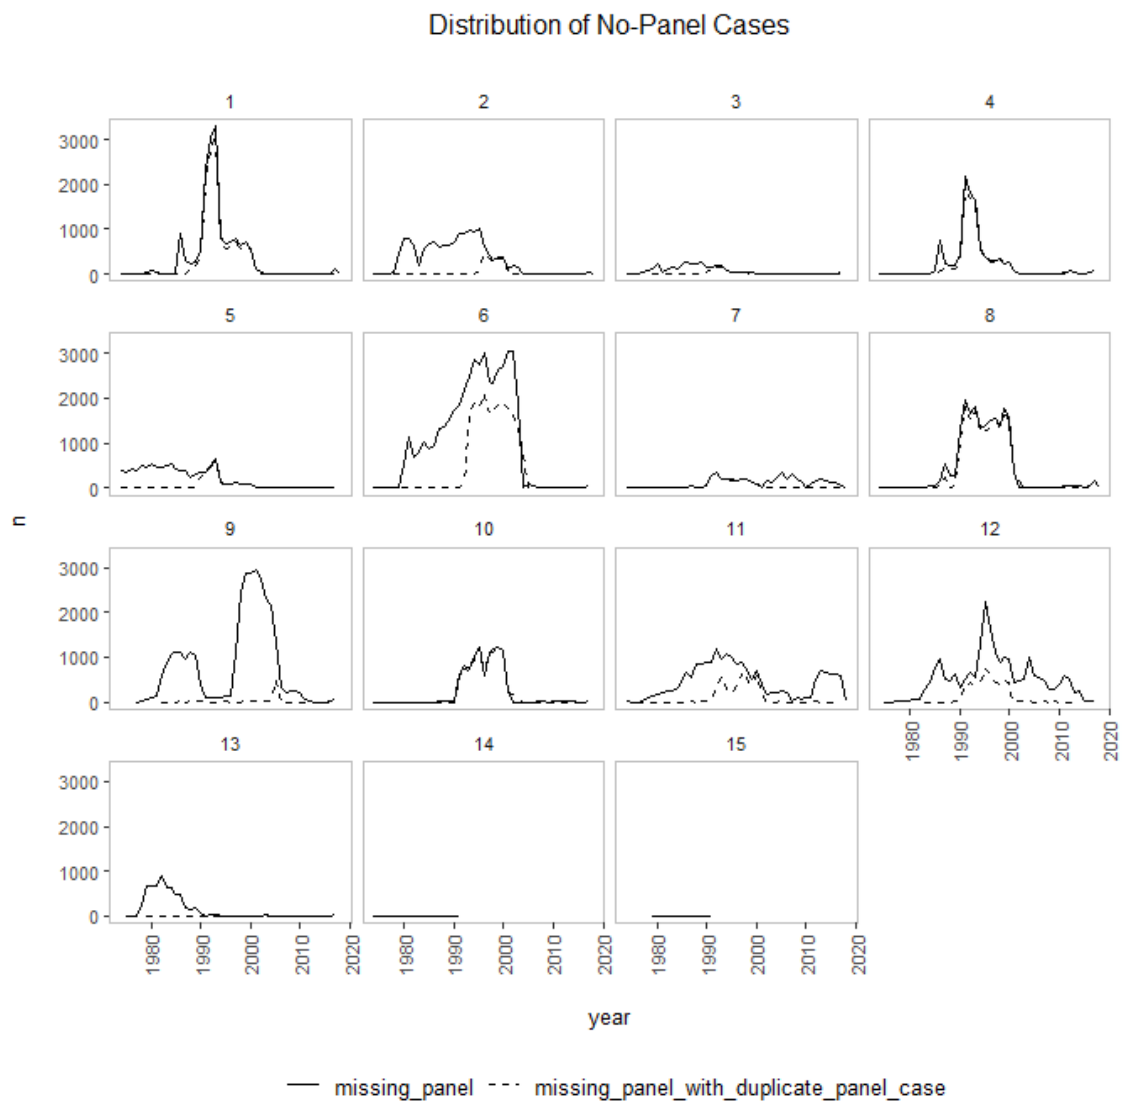 Distribution of No-Panel Cases
1 2 3 4
3000
2000
1000
0
5 6 7 8
3000
2000
1000
0
n
9 10 11 12
3000
2000
1000
0
1980 1990 2000 2010 2020
13 14 15
3000
2000
1000
0
1980 1990 2000 2010 2020 1980 1990 2000 2010 2020 1980 1990 2000 2010 2020
year
missing_panel missing_panel_with_duplicate_panel_case